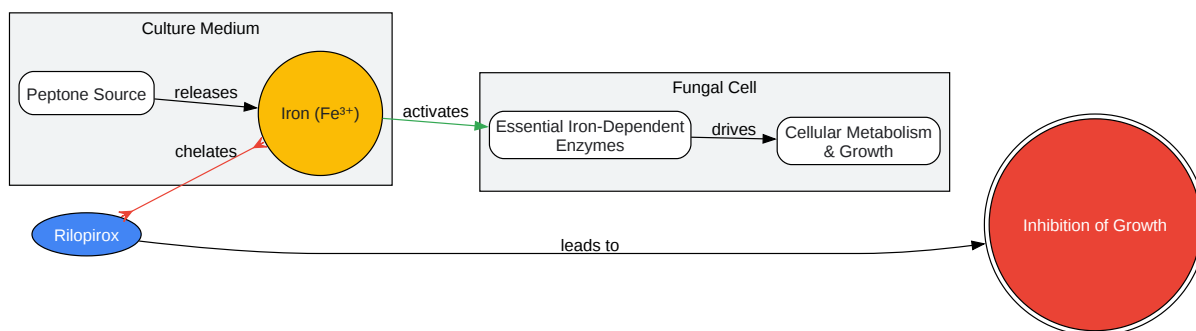 Culture Medium
Peptone Source
releases
Iron (Fe³⁺)
activates
chelates
Fungal Cell
Essential Iron-Dependent
Enzymes
drives
Cellular Metabolism
& Growth
Rilopirox
leads to
Inhibition of Growth